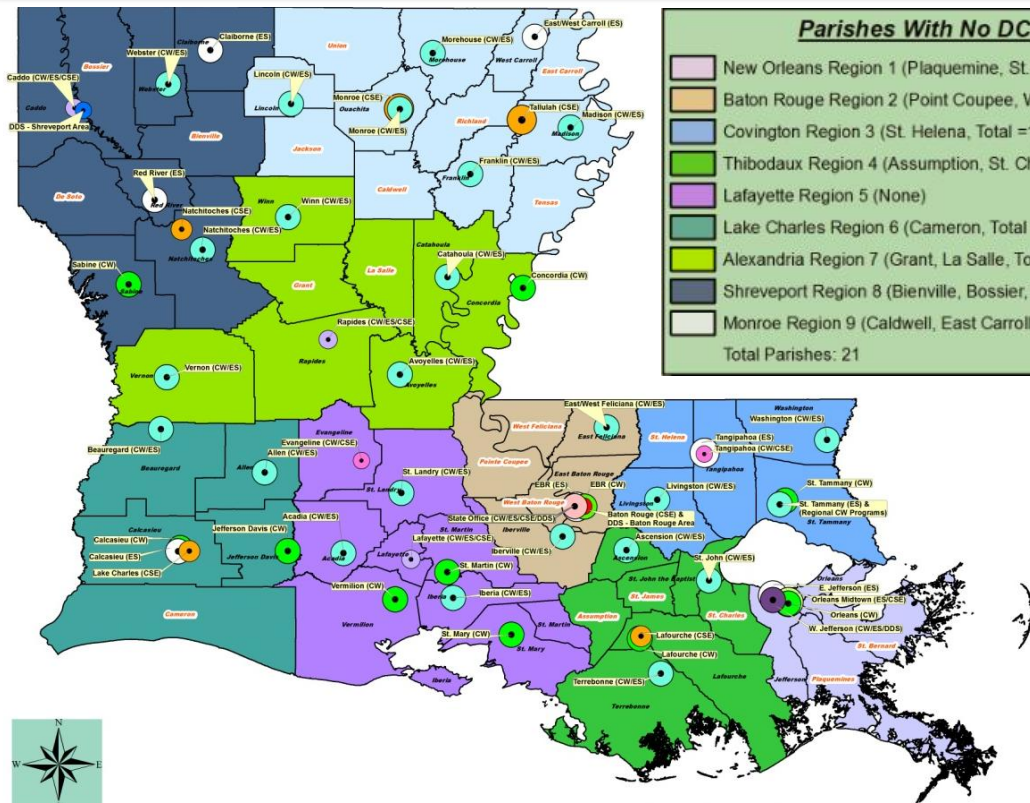 Parishes With No DC
New Orleans Region 1 (Plaquemine, St.
Baton Rouge Region 2 (Point Coupee, W
Covington Region 3 (St. Helena, Total =
Thibodaux Region 4 (Assumption, St. Ch
Lafayette Region 5 (None)
Lake Charles Region 6 (Cameron, Total
Alexandria Region 7 (Grant, La Salle, To
Shreveport Region 8 (Bienville, Bossier,
Monroe Region 9 (Caldwell, East Carroll
Total Parishes: 21
Claiborne (ES)
Claiborne
Webster (CW/ES)
Webster
Bossier
Caddo (CW/ES/CSE)
Caddo
DDS - Shreveport Area
Bienville
Union
Morehouse (CW/ES)
Morehouse
East/West Carroll (ES)
West Carroll
East Carroll
Lincoln (CW/ES)
Lincoln
Monroe (CSE)
Ouachita
Monroe (CW/ES)
Richland
Tallulah (CSE)
Madison (CW/ES)
Madison
Jackson
Franklin (CW/ES)
Franklin
Caldwell
Tensas
De Soto
Red River (ES)
Red River
Natchitoches (CSE)
Natchitoches (CW/ES)
Natchitoches
Sabine (CW)
Sabine
Winn
Winn (CW/ES)
Catahoula
Catahoula (CW/ES)
La Salle
Grant
Concordia (CW)
Concordia
Rapides (CW/ES/CSE)
Rapides
Vernon (CW/ES)
Vernon
Avoyelles (CW/ES)
Avoyelles
Beauregard (CW/ES)
Beauregard
Allen (CW/ES)
Allen
Evangeline
Evangeline (CW/CSE)
St. Landry (CW/ES)
St. Landry
East/West Feliciana (CW/ES)
West Feliciana
East Feliciana
Pointe Coupee
East Baton Rouge
EBR (ES)
EBR (CW)
West Baton Rouge
State Office (CW/ES/CSE/DDS)
Baton Rouge (CSE) &
DDS - Baton Rouge Area
Iberville
Iberville (CW/ES)
St. Helena
Washington
Washington (CW/ES)
Tangipahoa (ES)
Tangipahoa (CW/CSE)
Tangipahoa
Livingston (CW/ES)
Livingston
St. Tammany (CW)
St. Tammany (ES) &
Regional CW Programs
St. Tammany
Calcasieu
Calcasieu (CW)
Calcasieu (ES)
Lake Charles (CSE)
Jefferson Davis (CW)
Jefferson Davis
Acadia (CW/ES)
Acadia
Lafayette (CW/ES/CSE)
Lafayette
St. Martin
St. Martin (CW)
Cameron
Vermilion (CW)
Vermilion
Iberia
Iberia (CW/ES)
St. Martin
St. Mary (CW)
St. Mary
Iberia
Ascension (CW/ES)
Ascension
St. John (CW/ES)
St. John the Baptist
St. James
St. Charles
Assumption
Lafourche (CSE)
Lafourche (CW)
Lafourche
Terrebonne (CW/ES)
Terrebonne
Orleans
E. Jefferson (ES)
Orleans Midtown (ES/CSE)
Orleans (CW)
W. Jefferson (CW/ES/DDS)
St. Bernard
Jefferson
Plaquemines
N
W
E
S